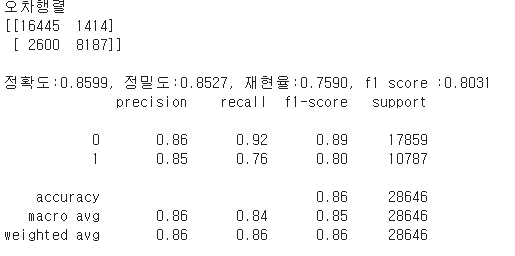 오차행렬
[[16445  1414]
 [ 2600  8187]]
정확도:0.8599, 정밀도:0.8527, 재현율:0.7590, f1 score :0.8031
precision    recall  f1-score   support
0       0.86      0.92      0.89     17859
1       0.85      0.76      0.80     10787
accuracy                           0.86     28646
macro avg       0.86      0.84      0.85     28646
weighted avg       0.86      0.86      0.86     28646